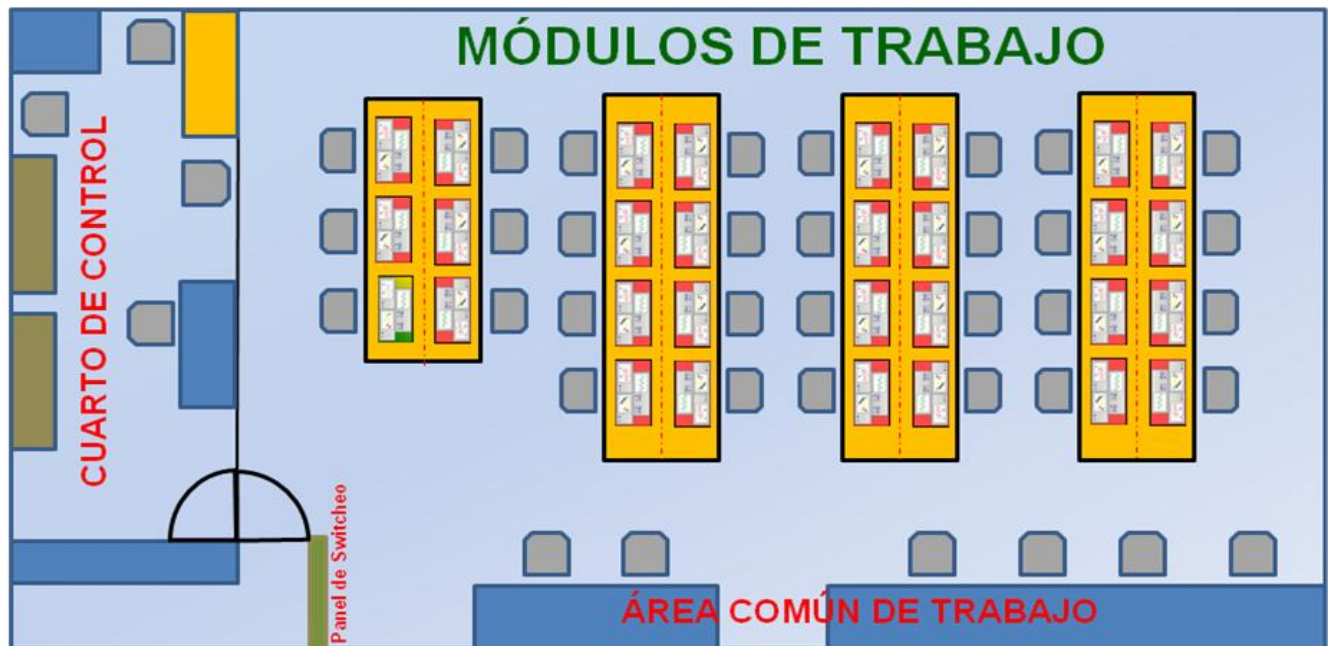 MÓDULOS DE TRABAJO
CUARTO DE CONTROL
Panel de Switcheo
ÁREA COMÚN DE TRABAJO